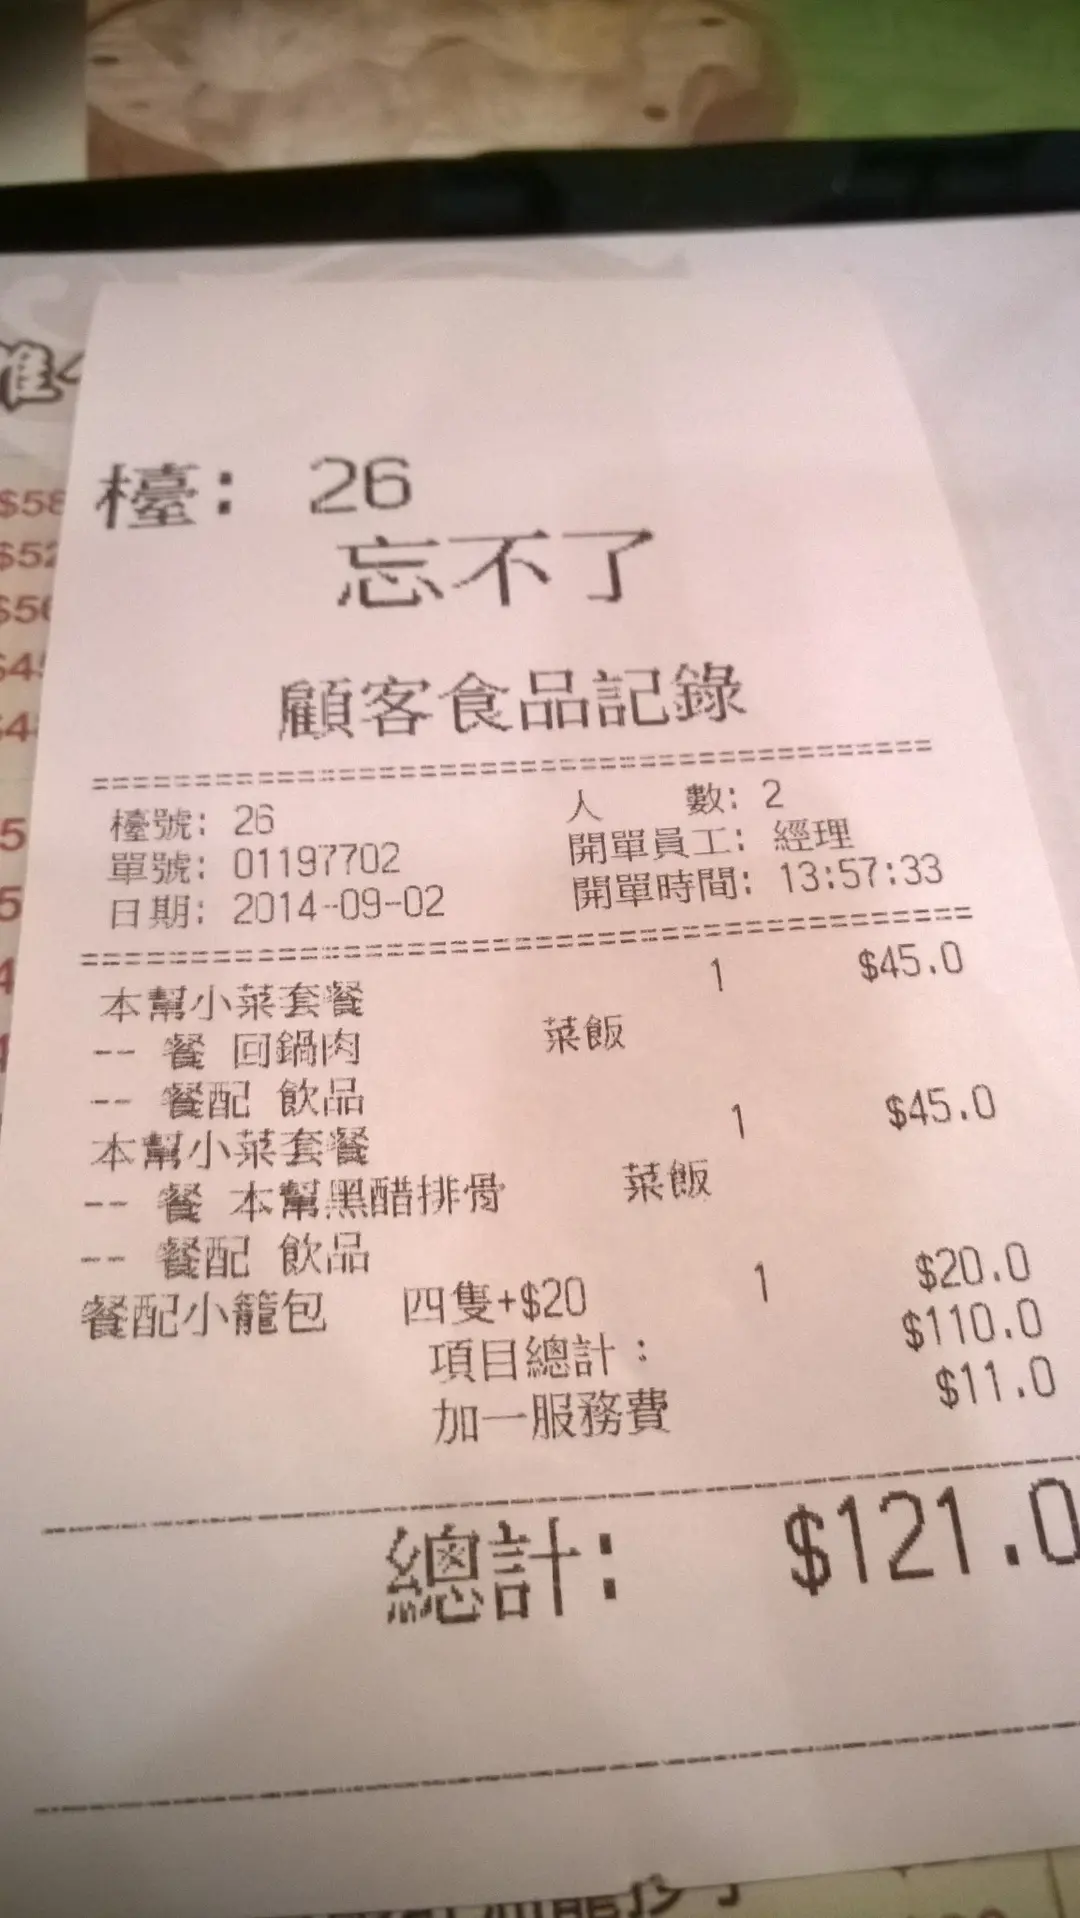 檯: 26
忘不了
顧客食品記錄
檯號: 26 人 數: 2
單號: 01197702 開單員工: 經理
日期: 2014-09-02 開單時間: 13:57:33
本幫小菜套餐 1 $45.0
-- 餐 回鍋肉 菜飯
-- 餐配 飲品
本幫小菜套餐 1 $45.0
-- 餐 本幫黑醋排骨 菜飯
-- 餐配 飲品
餐配小籠包 四隻+$20 1 $20.0
項目總計: $110.0
加一服務費 $11.0
總計: $121.0